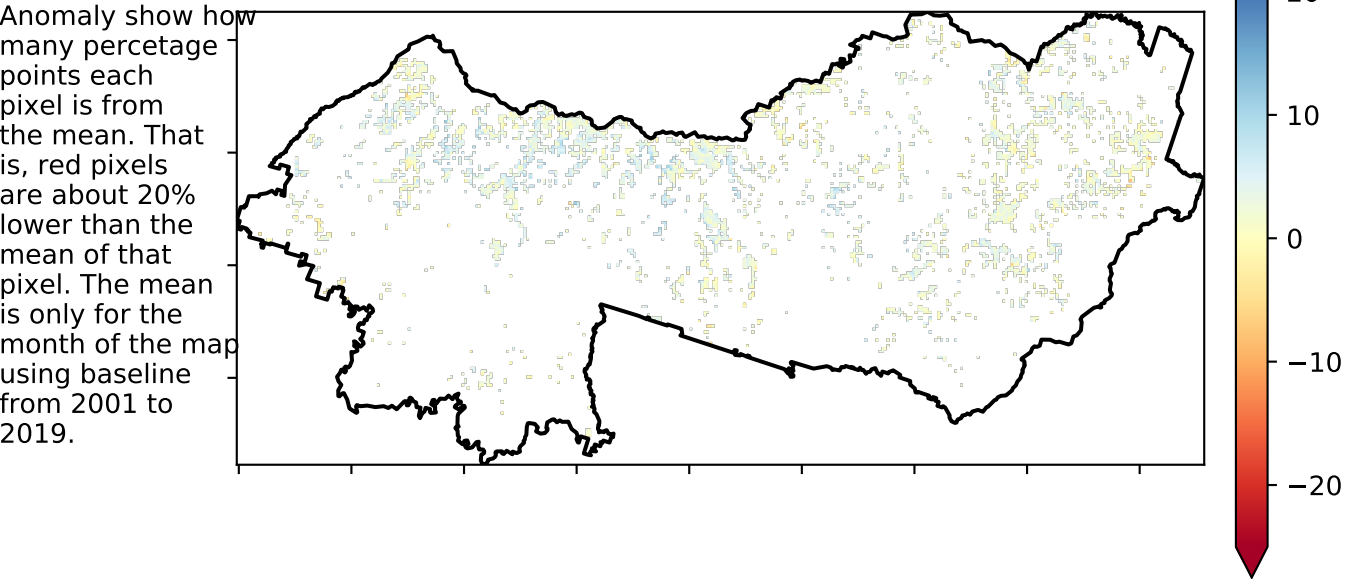 Anomaly show how
many percetage
points each
pixel is from
the mean. That
is, red pixels
are about 20%
lower than the
mean of that
pixel. The mean
is only for the
month of the map
using baseline
from 2001 to
2019.
10
0
−10
−20